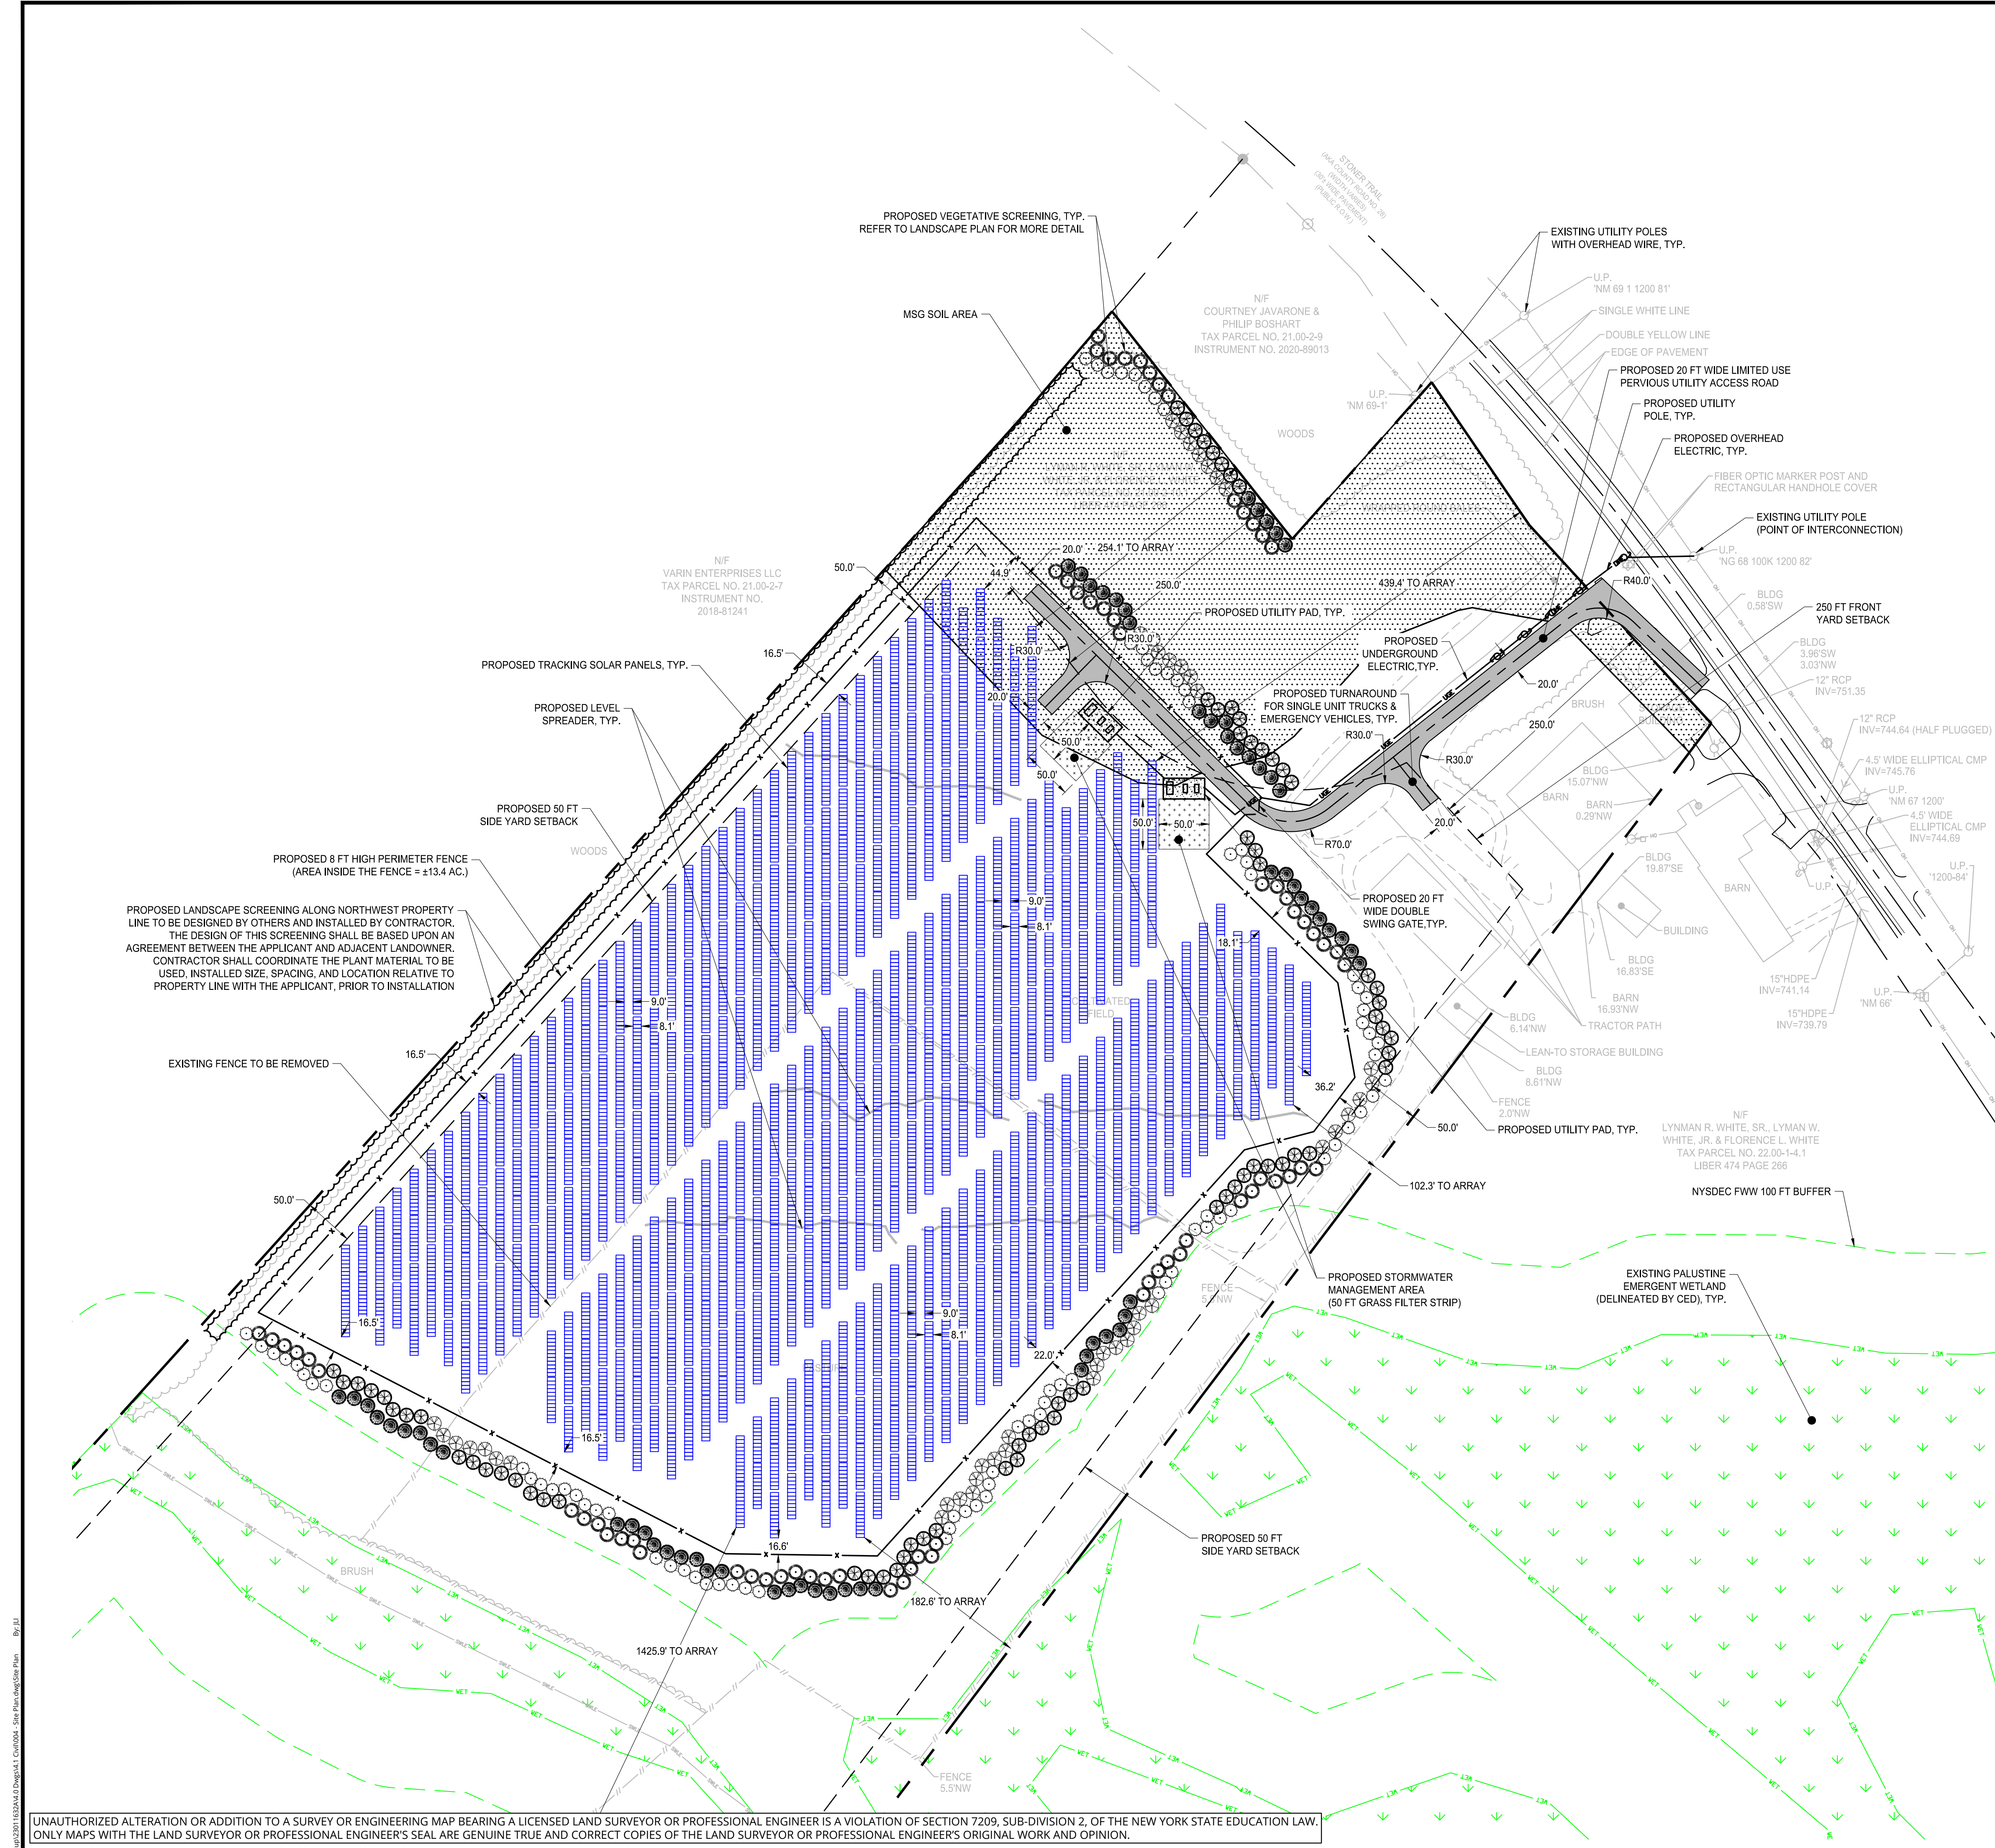 STONER TRAIL
(AKA COUNTY ROAD NO. 26)
(WIDTH VARIES)
(30'± WIDE PAVEMENT)
(PUBLIC R.O.W.)
PROPOSED VEGETATIVE SCREENING, TYP.
REFER TO LANDSCAPE PLAN FOR MORE DETAIL
EXISTING UTILITY POLES
WITH OVERHEAD WIRE, TYP.
U.P.
'NM 69 1 1200 81'
N/F
COURTNEY JAVARONE &
PHILIP BOSHART
TAX PARCEL NO. 21.00-2-9
INSTRUMENT NO. 2020-89013
SINGLE WHITE LINE
MSG SOIL AREA
DOUBLE YELLOW LINE
EDGE OF PAVEMENT
PROPOSED 20 FT WIDE LIMITED USE
PERVIOUS UTILITY ACCESS ROAD
U.P.
'NM 69-1'
PROPOSED UTILITY
POLE, TYP.
WOODS
PROPOSED OVERHEAD
ELECTRIC, TYP.
FIBER OPTIC MARKER POST AND
RECTANGULAR HANDHOLE COVER
LIBER 474 PAGE 266
EXISTING UTILITY POLE
(POINT OF INTERCONNECTION)
U.P.
'NG 68 100K 1200 82'
N/F
VARIN ENTERPRISES LLC
TAX PARCEL NO. 21.00-2-7
INSTRUMENT NO.
2018-81241
50.0'
20.0'
254.1' TO ARRAY
44.9'
250.0'
439.4' TO ARRAY
R40.0'
BLDG
0.58'SW
PROPOSED UTILITY PAD, TYP.
250 FT FRONT
YARD SETBACK
R30.0'
R30.0'
PROPOSED
UNDERGROUND
ELECTRIC,TYP.
BLDG
3.96'SW
3.03'NW
16.5'
PROPOSED TRACKING SOLAR PANELS, TYP.
12" RCP
INV=751.35
20.0'
20.0'
PROPOSED TURNAROUND
FOR SINGLE UNIT TRUCKS &
EMERGENCY VEHICLES, TYP.
BRUSH
PROPOSED LEVEL
SPREADER, TYP.
250.0'
12" RCP
INV=744.64 (HALF PLUGGED)
50.0'
R30.0'
R30.0'
50.0'
BLDG
15.07'NW
4.5' WIDE ELLIPTICAL CMP
INV=745.76
PROPOSED 50 FT
SIDE YARD SETBACK
BARN
BARN
0.29'NW
U.P.
'NM 67 1200'
50.0'
50.0'
20.0'
4.5' WIDE
ELLIPTICAL CMP
INV=744.69
R70.0'
WOODS
PROPOSED 8 FT HIGH PERIMETER FENCE
(AREA INSIDE THE FENCE = ±13.4 AC.)
BLDG
19.87'SE
U.P.
'1200-84'
U.P.
BARN
9.0'
8.1'
PROPOSED 20 FT
WIDE DOUBLE
SWING GATE,TYP.
PROPOSED LANDSCAPE SCREENING ALONG NORTHWEST PROPERTY
LINE TO BE DESIGNED BY OTHERS AND INSTALLED BY CONTRACTOR.
THE DESIGN OF THIS SCREENING SHALL BE BASED UPON AN
AGREEMENT BETWEEN THE APPLICANT AND ADJACENT LANDOWNER.
CONTRACTOR SHALL COORDINATE THE PLANT MATERIAL TO BE
USED, INSTALLED SIZE, SPACING, AND LOCATION RELATIVE TO
PROPERTY LINE WITH THE APPLICANT, PRIOR TO INSTALLATION
BUILDING
18.1'
BLDG
16.83'SE
15"HDPE
INV=741.14
U.P.
'NM 66'
9.0'
8.1'
FIELD
BARN
16.93'NW
TRACTOR PATH
15"HDPE
INV=739.79
BLDG
6.14'NW
LEAN-TO STORAGE BUILDING
16.5'
EXISTING FENCE TO BE REMOVED
BLDG
8.61'NW
36.2'
FENCE
2.0'NW
50.0'
PROPOSED UTILITY PAD, TYP.
N/F
LYNMAN R. WHITE, SR., LYMAN W.
WHITE, JR. & FLORENCE L. WHITE
TAX PARCEL NO. 22.00-1-4.1
LIBER 474 PAGE 266
102.3' TO ARRAY
NYSDEC FWW 100 FT BUFFER
50.0'
PROPOSED STORMWATER
MANAGEMENT AREA
(50 FT GRASS FILTER STRIP)
EXISTING PALUSTINE
EMERGENT WETLAND
(DELINEATED BY CED), TYP.
FENCE
9.0'
8.1'
16.5'
22.0'
16.5'
16.6'
PROPOSED 50 FT
SIDE YARD SETBACK
BRUSH
182.6' TO ARRAY
1425.9' TO ARRAY
FENCE
5.5'NW
UNAUTHORIZED ALTERATION OR ADDITION TO A SURVEY OR ENGINEERING MAP BEARING A LICENSED LAND SURVEYOR OR PROFESSIONAL ENGINEER IS A VIOLATION OF SECTION 7209, SUB-DIVISION 2, OF THE NEW YORK STATE EDUCATION LAW.
ONLY MAPS WITH THE LAND SURVEYOR OR PROFESSIONAL ENGINEER'S SEAL ARE GENUINE TRUE AND CORRECT COPIES OF THE LAND SURVEYOR OR PROFESSIONAL ENGINEER'S ORIGINAL WORK AND OPINION.